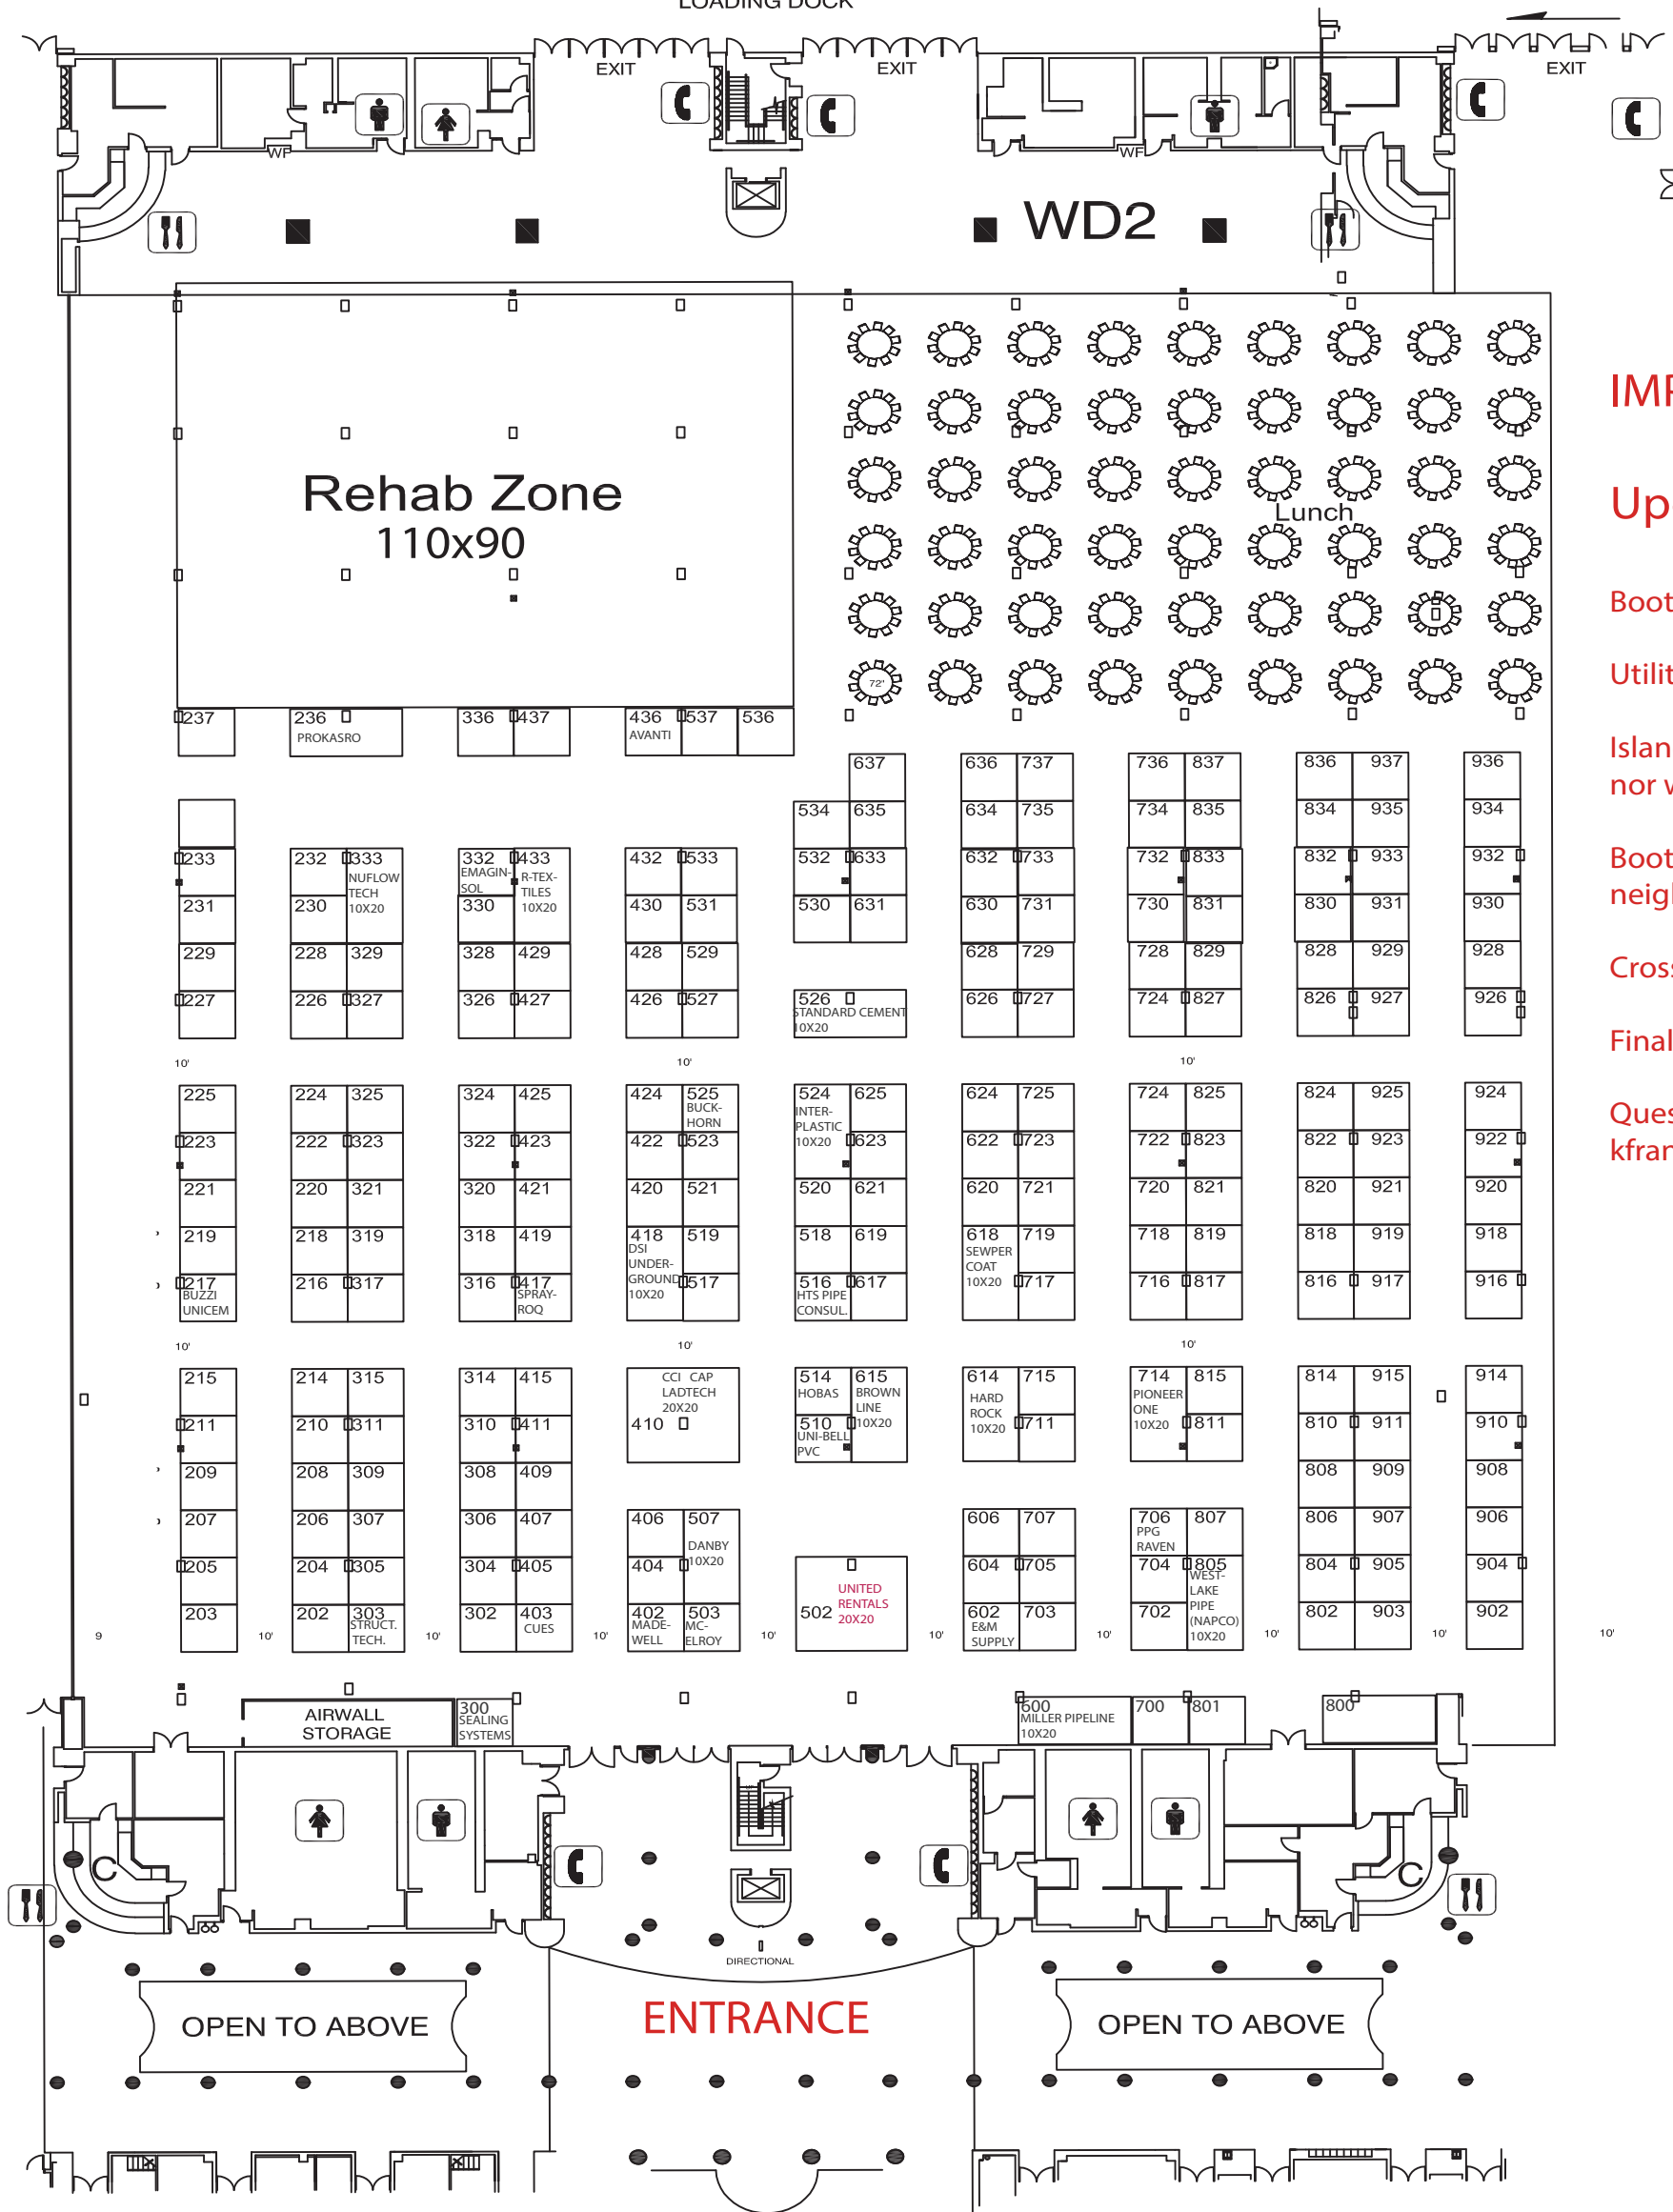 LOADING DOCK
EXIT
EXIT
EXIT
WF
WF
WD2
Rehab Zone
110x90
Lunch
72'
237
236
PROKASRO
336
437
436
AVANTI
537
536
637
636
737
736
837
836
937
936
534
635
634
735
734
835
834
935
934
233
232
333
NUFLOW
TECH
10X20
332
EMAGIN-
SOL
433
R-TEX-
TILES
10X20
432
533
532
633
632
733
732
833
832
933
932
231
230
330
430
531
530
631
630
731
730
831
830
931
930
229
228
329
328
429
428
529
628
729
728
829
828
929
928
227
226
327
326
427
426
527
526
STANDARD CEMENT
10X20
626
727
724
827
826
927
926
10'
10'
10'
225
224
325
324
425
424
525
BUCK-
HORN
524
INTER-
PLASTIC
10X20
625
624
725
724
825
824
925
924
223
222
323
322
423
422
523
623
622
723
722
823
822
923
922
221
220
321
320
421
420
521
520
621
620
721
720
821
820
921
920
219
218
319
318
419
418
DSI
UNDER-
GROUND
10X20
519
518
619
618
SEWPER
COAT
10X20
719
718
819
818
919
918
217
BUZZI
UNICEM
216
317
316
417
SPRAY-
ROQ
517
516
HTS PIPE
CONSUL.
617
717
716
817
816
917
916
10'
10'
10'
215
214
315
314
415
CCI CAP
LADTECH
20X20
410
514
HOBAS
615
BROWN
LINE
10X20
614
HARD
ROCK
10X20
715
714
PIONEER
ONE
10X20
815
814
915
914
211
210
311
310
411
510
UNI-BELL
PVC
711
811
810
911
910
209
208
309
308
409
808
909
908
207
206
307
306
407
406
507
DANBY
10X20
606
707
706
PPG
RAVEN
807
806
907
906
205
204
305
304
405
404
604
705
704
805
WEST-
LAKE
PIPE
(NAPCO)
10X20
804
905
904
203
202
303
STRUCT.
TECH.
302
403
CUES
402
MADE-
WELL
503
MC-
ELROY
502
UNITED
RENTALS
20X20
602
E&M
SUPPLY
703
702
802
903
902
9
10'
10'
10'
10'
10'
10'
10'
10'
10'
AIRWALL
STORAGE
300
SEALING
SYSTEMS
600
MILLER PIPELINE
10X20
700
801
800
C
C
DIRECTIONAL
ENTRANCE
OPEN TO ABOVE
OPEN TO ABOVE
IMP
Up
Boot
Utilit
Islan
nor
Boot
neigh
Cross
Final
Ques
kfran